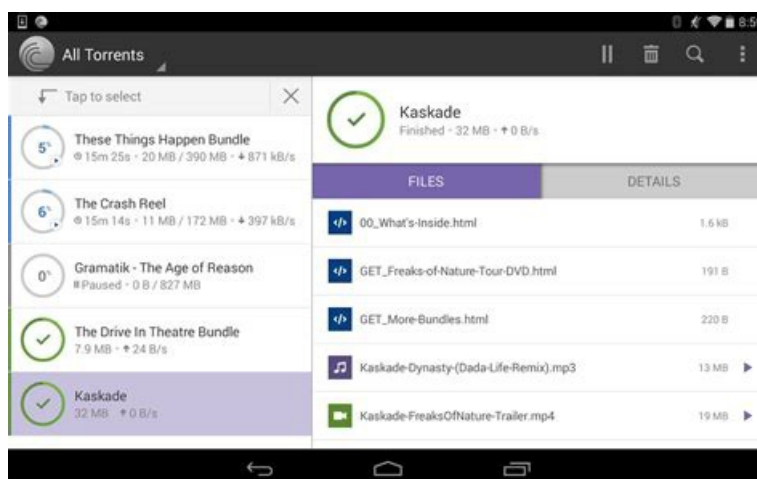 8:5
All Torrents
Tap to select
5%
These Things Happen Bundle
15m 25s • 20 MB / 390 MB • 871 kB/s
6%
The Crash Reel
15m 14s • 11 MB / 172 MB • 397 kB/s
0%
Gramatik - The Age of Reason
Paused • 0 B / 827 MB
The Drive In Theatre Bundle
7.9 MB • 24 B/s
Kaskade
32 MB 0 B/s
Kaskade
Finished • 32 MB • 0 B/s
FILES
DETAILS
00_What's-Inside.html 1.6 kB
GET_Freaks-of-Nature-Tour-DVD.html 191 B
GET_More-Bundles.html 220 B
Kaskade-Dynasty-(Dada-Life-Remix).mp3 13 MB
Kaskade-FreaksOfNature-Trailer.mp4 19 MB